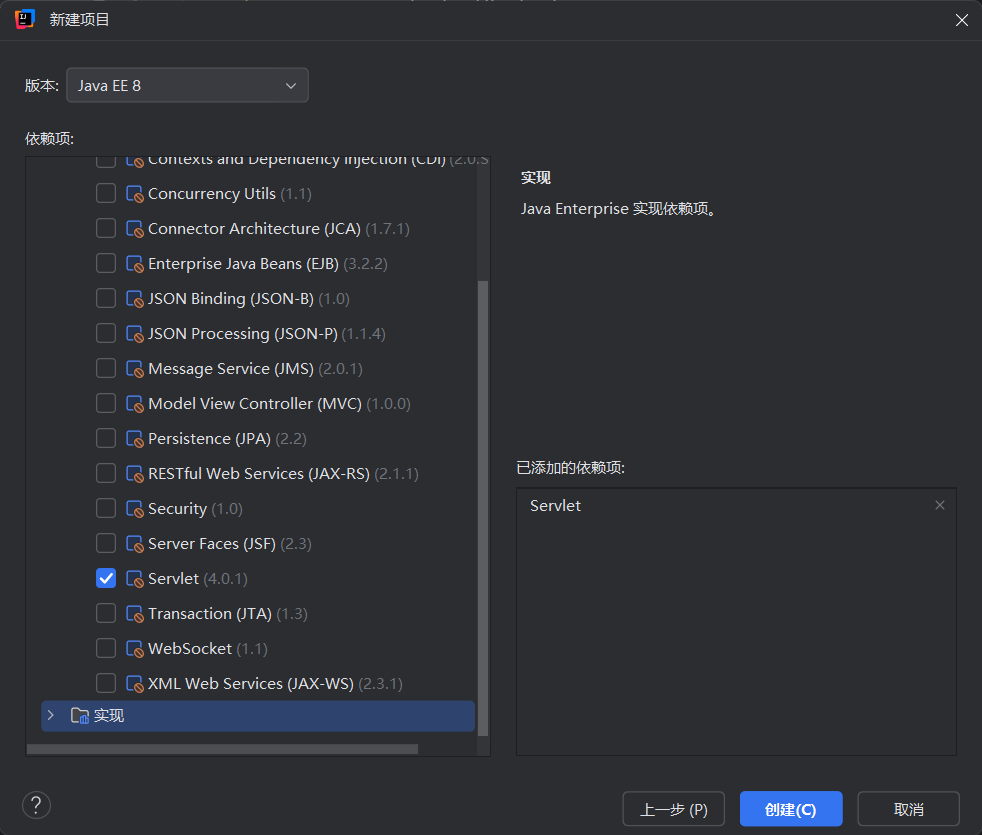 新建项目
版本: Java EE 8
依赖项:
Contexts and Dependency Injection (CDI) (2.0.S
Concurrency Utils (1.1)
Connector Architecture (JCA) (1.7.1)
Enterprise Java Beans (EJB) (3.2.2)
JSON Binding (JSON-B) (1.0)
JSON Processing (JSON-P) (1.1.4)
Message Service (JMS) (2.0.1)
Model View Controller (MVC) (1.0.0)
Persistence (JPA) (2.2)
RESTful Web Services (JAX-RS) (2.1.1)
Security (1.0)
Server Faces (JSF) (2.3)
Servlet (4.0.1)
Transaction (JTA) (1.3)
WebSocket (1.1)
XML Web Services (JAX-WS) (2.3.1)
实现
实现
Java Enterprise 实现依赖项。
已添加的依赖项:
Servlet
?
上一步 (P)
创建(C)
取消